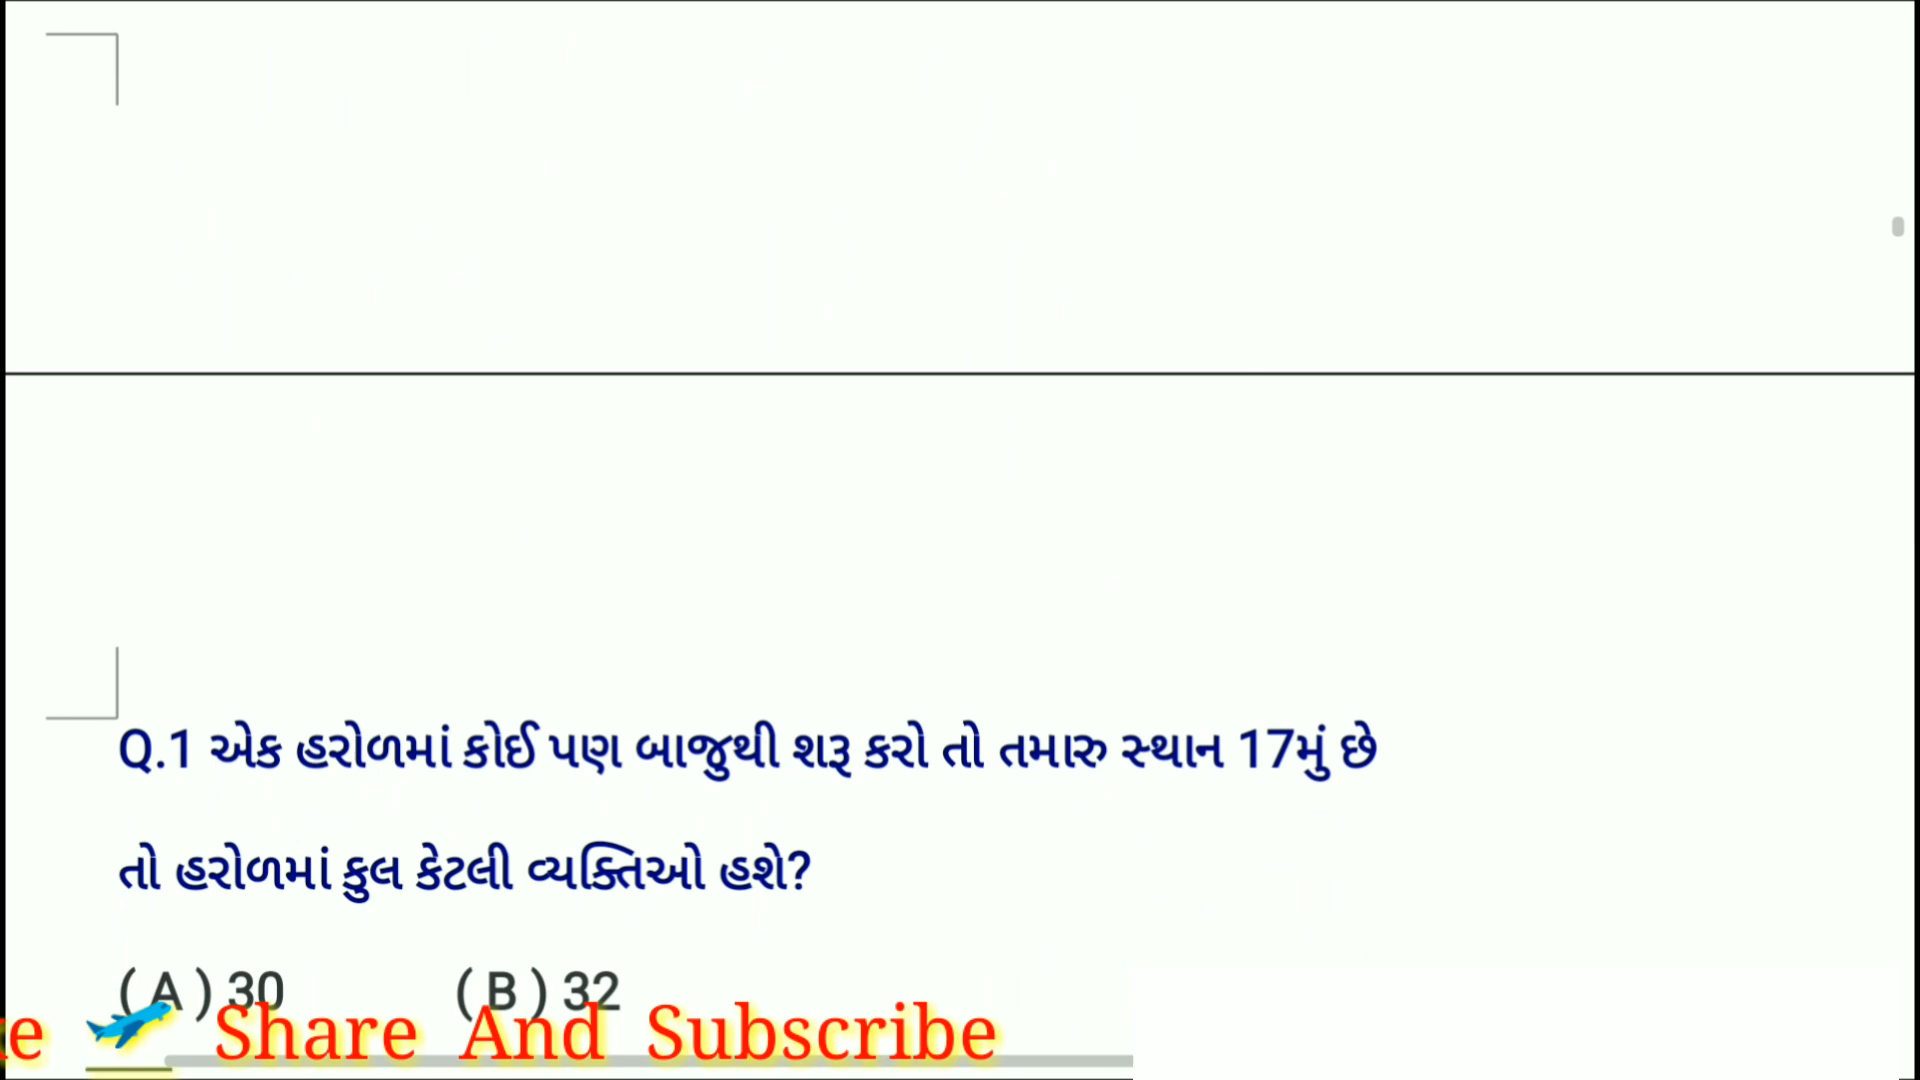 Q.1 એક હરોળમાં કોઈ પણ બાજુથી શરૂ કરો તો તમારુ સ્થાન 17મું છે
તો હરોળમાં કુલ કેટલી વ્યક્તિઓ હશે?
( A ) 30 ( B ) 32
Share And Subscribe